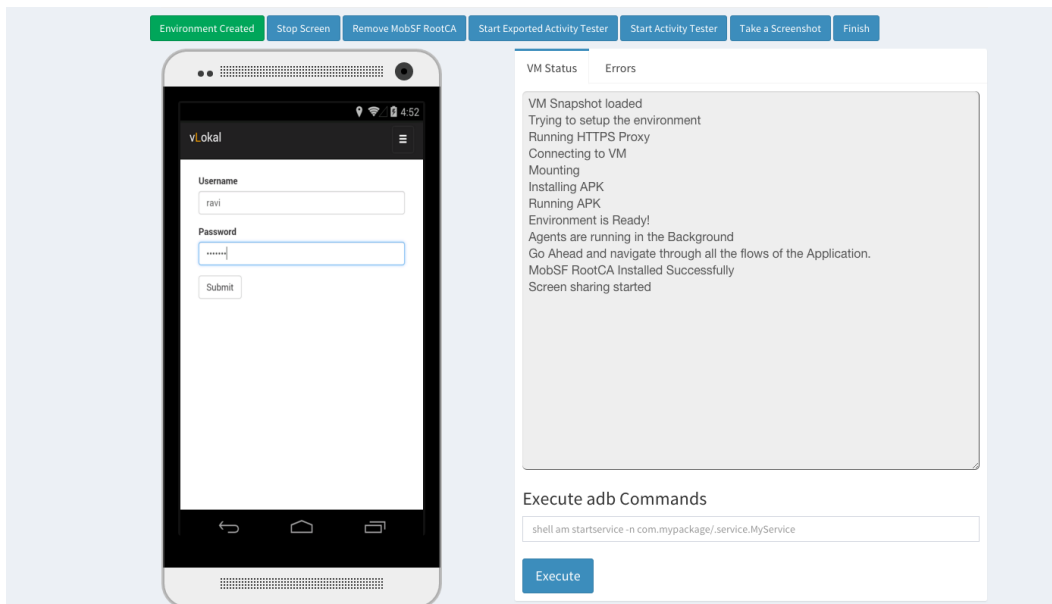 Environment Created
Stop Screen
Remove MobSF RootCA
Start Exported Activity Tester
Start Activity Tester
Take a Screenshot
Finish
4:52
vLokal
Username
ravi
Password
•••••••
Submit
VM Status
Errors
VM Snapshot loaded
Trying to setup the environment
Running HTTPS Proxy
Connecting to VM
Mounting
Installing APK
Running APK
Environment is Ready!
Agents are running in the Background
Go Ahead and navigate through all the flows of the Application.
MobSF RootCA Installed Successfully
Screen sharing started
Execute adb Commands
shell am startservice -n com.mypackage/.service.MyService
Execute